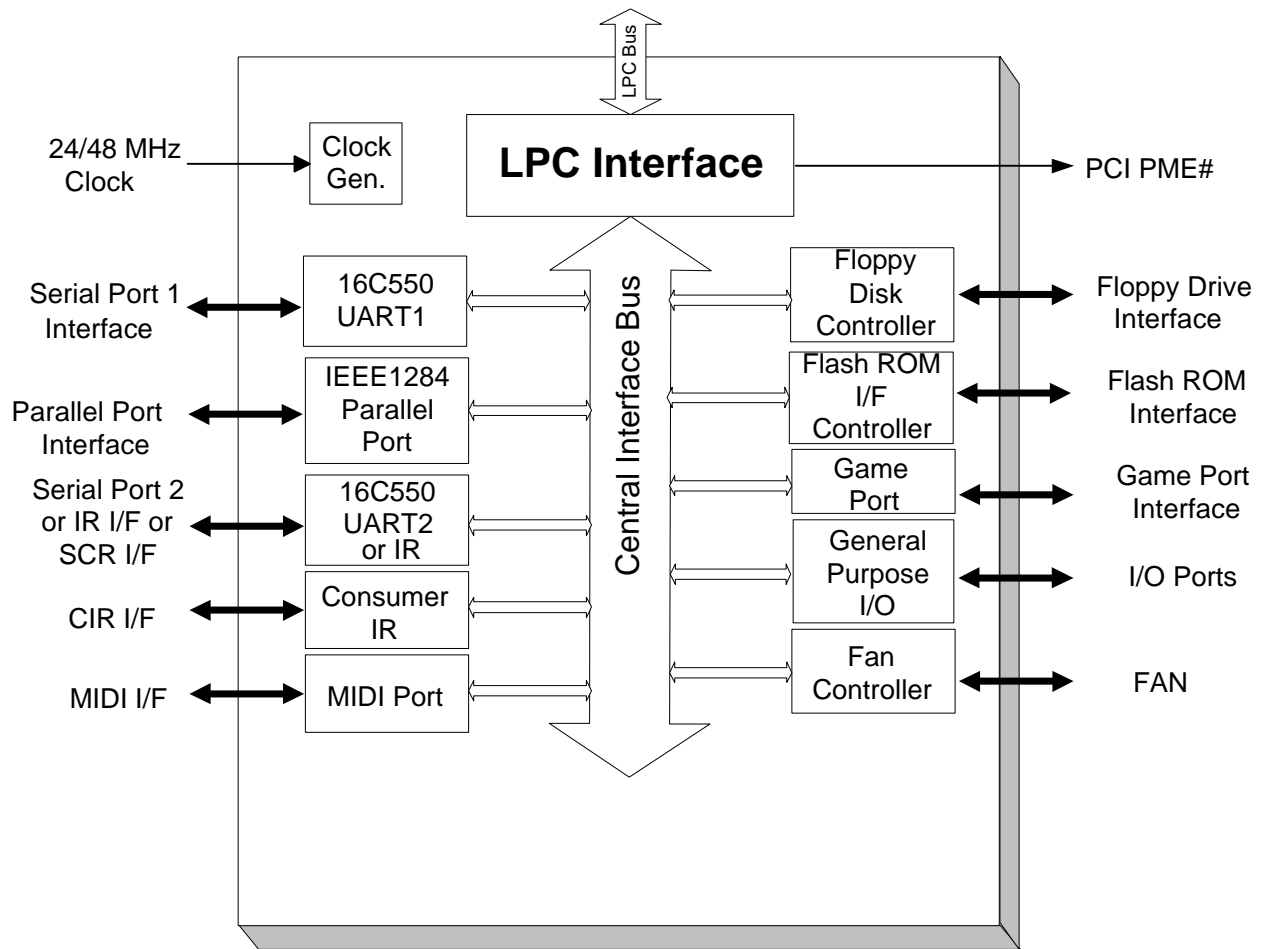 LPC Bus
24/48 MHz
Clock
Clock
Gen.
LPC Interface
PCI PME#
Central Interface Bus
Serial Port 1
Interface
16C550
UART1
Parallel Port
Interface
IEEE1284
Parallel
Port
Serial Port 2
or IR I/F or
SCR I/F
16C550
UART2
or IR
CIR I/F
Consumer
IR
MIDI I/F
MIDI Port
Floppy
Disk
Controller
Floppy Drive
Interface
Flash ROM
I/F
Controller
Flash ROM
Interface
Game
Port
Game Port
Interface
General
Purpose
I/O
I/O Ports
Fan
Controller
FAN